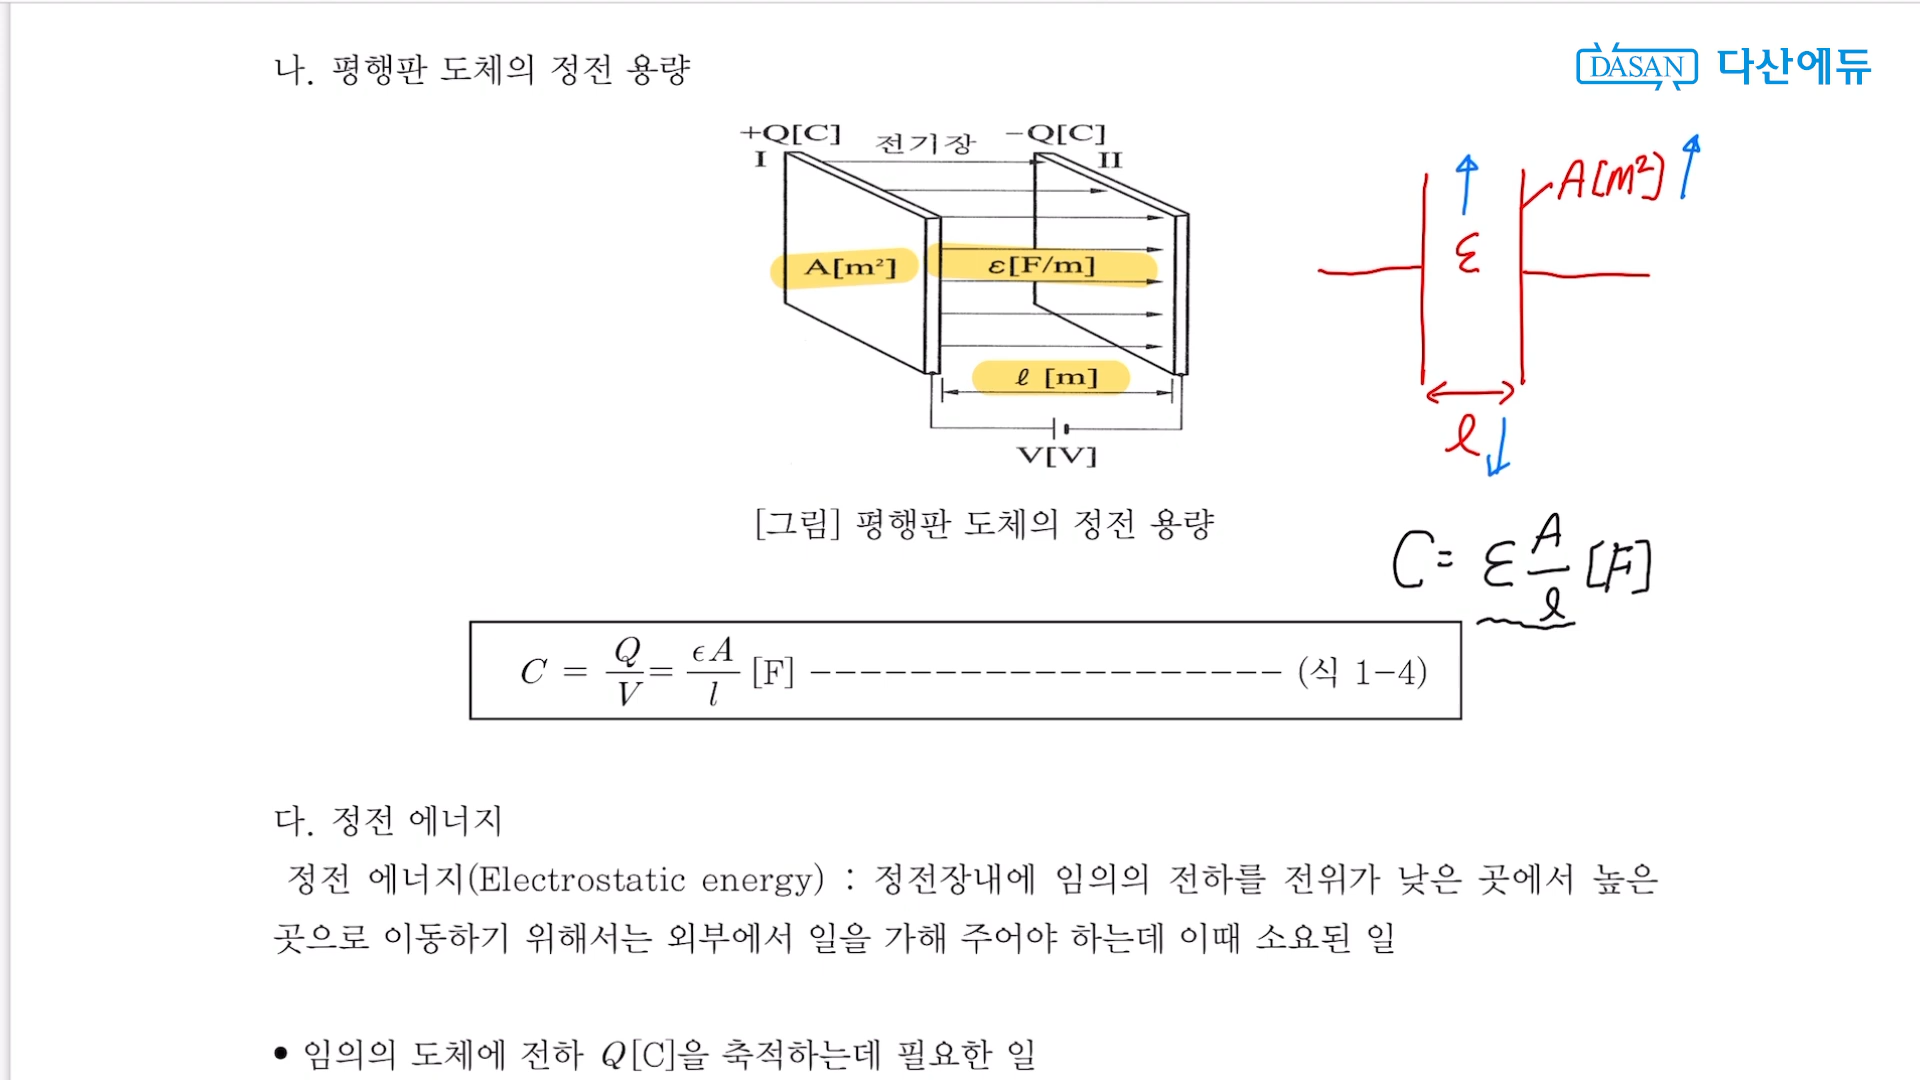 나. 평행판 도체의 정전 용량
DASAN 다산에듀
+Q[C] 전기장 -Q[C]
I II
A[m²] ε[F/m]
ℓ [m]
V[V]
A[m²]
ε
l
[그림] 평행판 도체의 정전 용량
C = ε A/l [F]
C = Q/V = ϵA/l [F] ------------------- (식 1-4)
다. 정전 에너지
정전 에너지(Electrostatic energy) : 정전장내에 임의의 전하를 전위가 낮은 곳에서 높은
곳으로 이동하기 위해서는 외부에서 일을 가해 주어야 하는데 이때 소요된 일
• 임의의 도체에 전하 Q[C]을 축적하는데 필요한 일